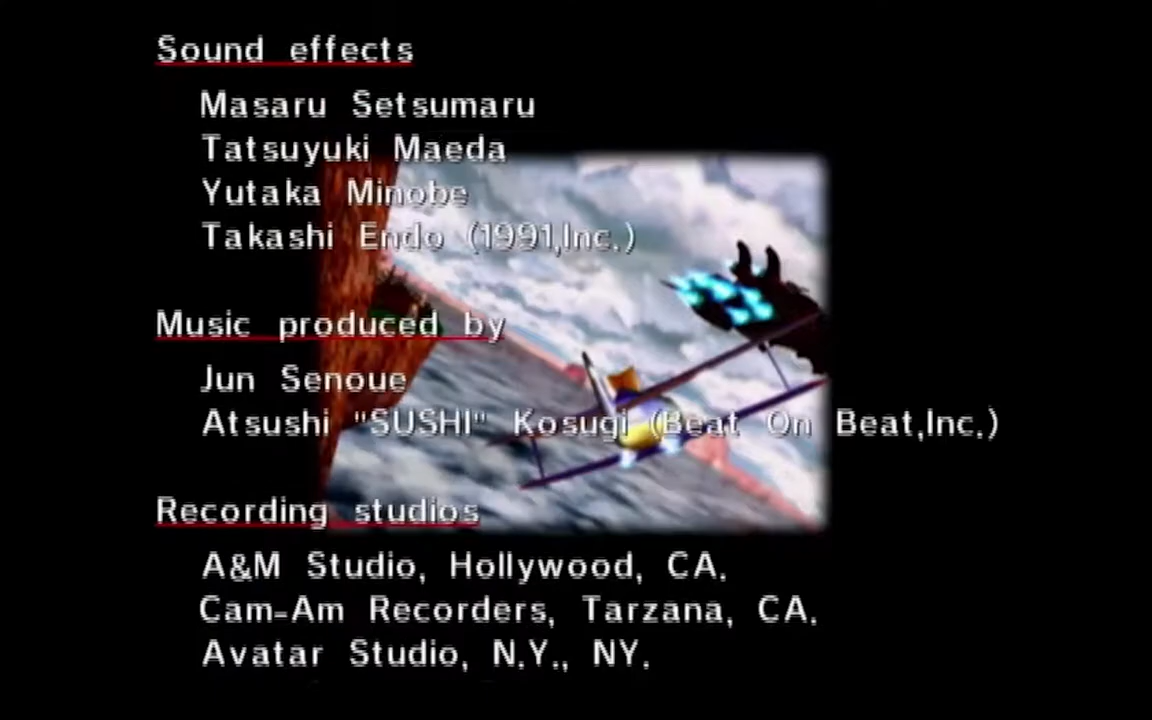 Sound effects
Masaru Setsumaru
Tatsuyuki Maeda
Yutaka Minobe
Takashi Endo (1991,Inc.)
Music produced by
Jun Senoue
Atsushi "SUSHI" Kosugi (Beat On Beat,Inc.)
Recording studios
A&M Studio, Hollywood, CA.
Cam-Am Recorders, Tarzana, CA.
Avatar Studio, N.Y., NY.